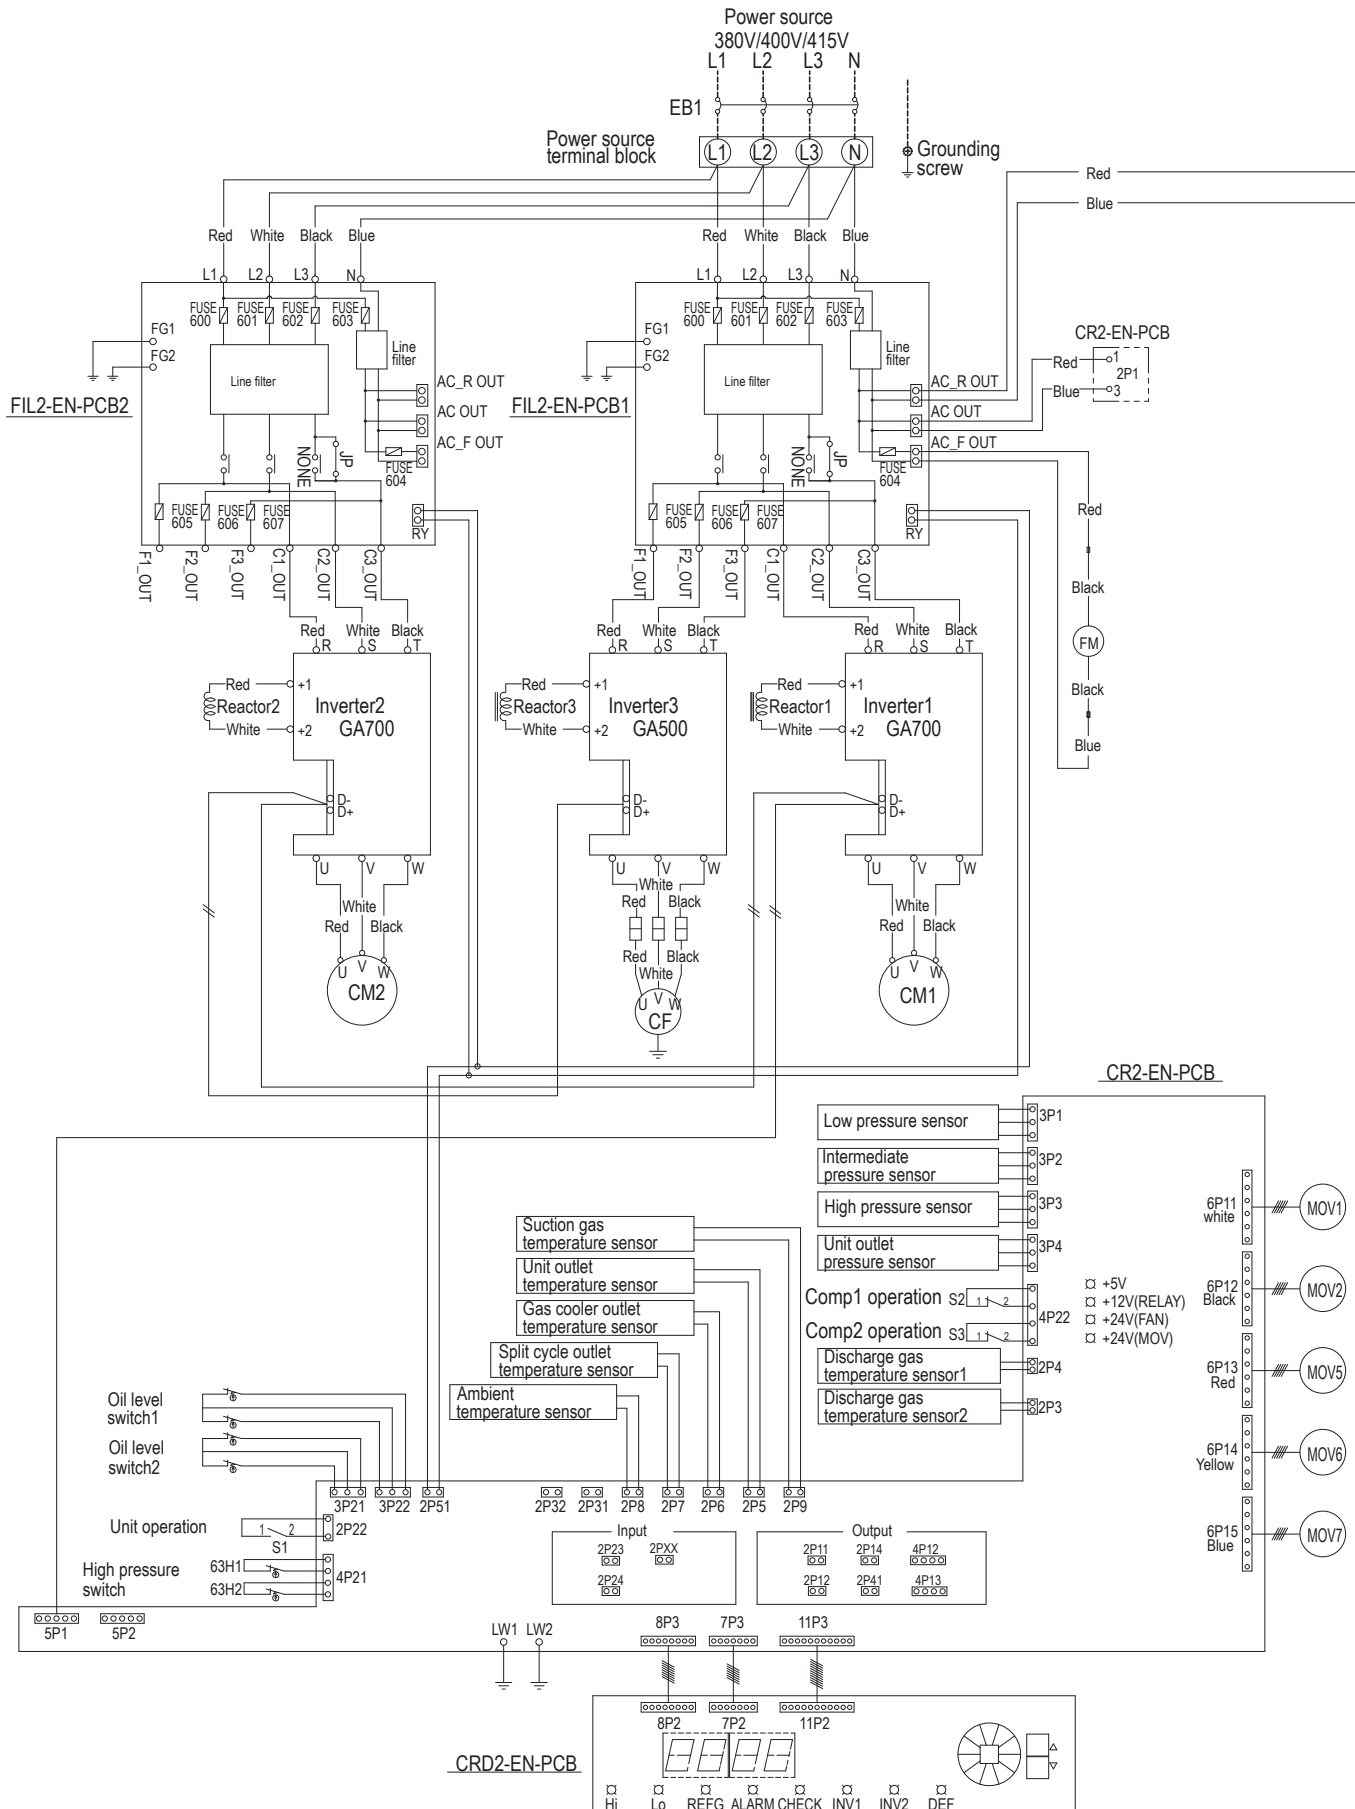 Power source
380V/400V/415V
L1 L2 L3 N
EB1
Power source
terminal block
L1 L2 L3 N
Grounding
screw
Red
Blue
Red White Black Blue
Red White Black Blue
L1 L2 L3 N
L1 L2 L3 N
FUSE
600
FUSE
601
FUSE
602
FUSE
603
FG1
FG2
Line
filter
Line filter
AC_R OUT
AC OUT
AC_F OUT
FIL2-EN-PCB2
NONE
JP
FUSE
604
FUSE
605
FUSE
606
FUSE
607
RY
F1_OUT
F2_OUT
F3_OUT
C1_OUT
C2_OUT
C3_OUT
FUSE
600
FUSE
601
FUSE
602
FUSE
603
FG1
FG2
Line
filter
Line filter
AC_R OUT
AC OUT
AC_F OUT
FIL2-EN-PCB1
NONE
JP
FUSE
604
FUSE
605
FUSE
606
FUSE
607
RY
F1_OUT
F2_OUT
F3_OUT
C1_OUT
C2_OUT
C3_OUT
CR2-EN-PCB
Red
1
2P1
Blue
3
Red
Black
FM
Black
Blue
Red White Black
R S T
Red
+1
Reactor2
White
+2
Inverter2
GA700
D-
D+
U V W
White
Red Black
U V W
CM2
Red White Black
R S T
Red
+1
Reactor3
White
+2
Inverter3
GA500
D-
D+
U V W
White
Red Black
Red Black
White
U V W
CF
Red White Black
R S T
Red
+1
Reactor1
White
+2
Inverter1
GA700
D-
D+
U V W
White
Red Black
U V W
CM1
CR2-EN-PCB
Low pressure sensor
3P1
Intermediate
pressure sensor
3P2
High pressure sensor
3P3
Unit outlet
pressure sensor
3P4
Comp1 operation S2 1 2
4P22
Comp2 operation S3 1 2
Discharge gas
temperature sensor1
2P4
Discharge gas
temperature sensor2
2P3
+5V
+12V(RELAY)
+24V(FAN)
+24V(MOV)
6P11
white
MOV1
6P12
Black
MOV2
6P13
Red
MOV5
6P14
Yellow
MOV6
6P15
Blue
MOV7
Suction gas
temperature sensor
Unit outlet
temperature sensor
Gas cooler outlet
temperature sensor
Split cycle outlet
temperature sensor
Ambient
temperature sensor
Oil level
switch1
Oil level
switch2
3P21 3P22 2P51 2P32 2P31 2P8 2P7 2P6 2P5 2P9
Unit operation
1 2
S1
2P22
High pressure
switch
63H1
63H2
4P21
Input
2P23 2PXX
2P24
Output
2P11 2P14 4P12
2P12 2P41 4P13
5P1 5P2
LW1 LW2
8P3 7P3 11P3
8P2 7P2 11P2
CRD2-EN-PCB
Hi Lo REFG ALARM CHECK INV1 INV2 DEF